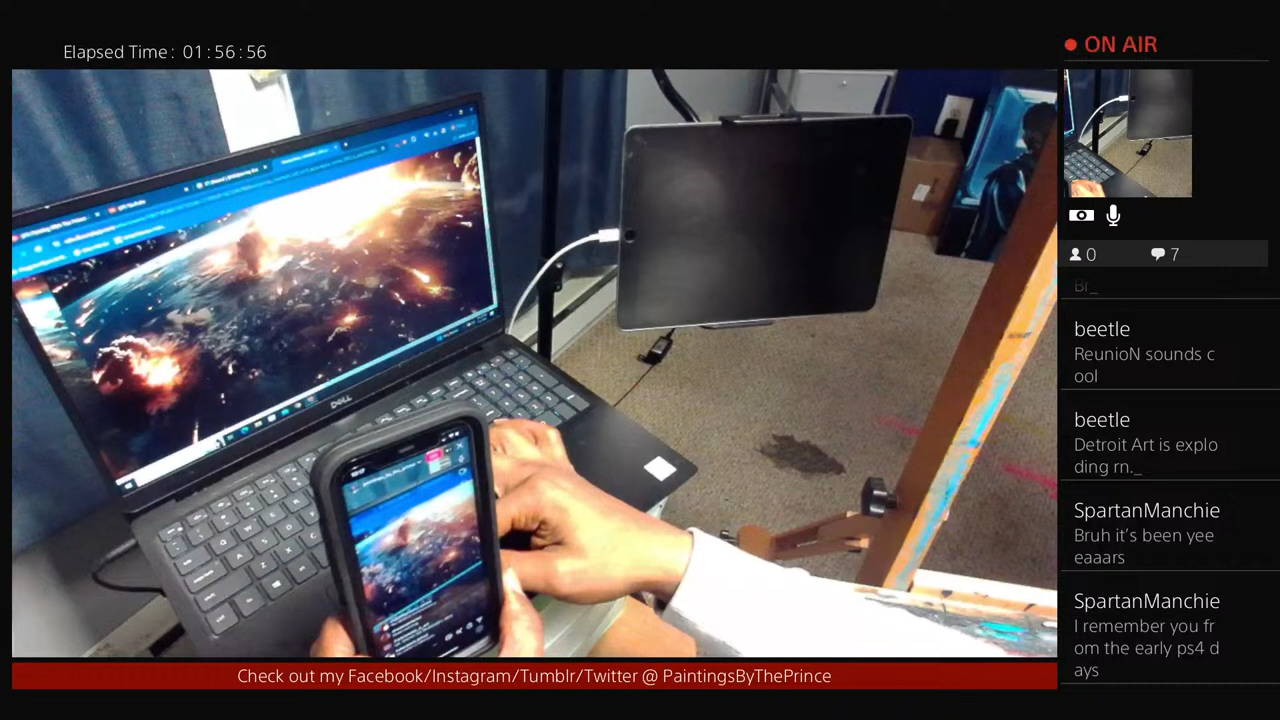 Elapsed Time: 01:56:56
ON AIR
0
7
Br_
beetle
ReunioN sounds c
ool
beetle
Detroit Art is explo
ding rn._
SpartanManchie
Bruh it's been yee
eaaars
SpartanManchie
I remember you fr
om the early ps4 d
ays
DELL
Check out my Facebook/Instagram/Tumblr/Twitter @ PaintingsByThePrince